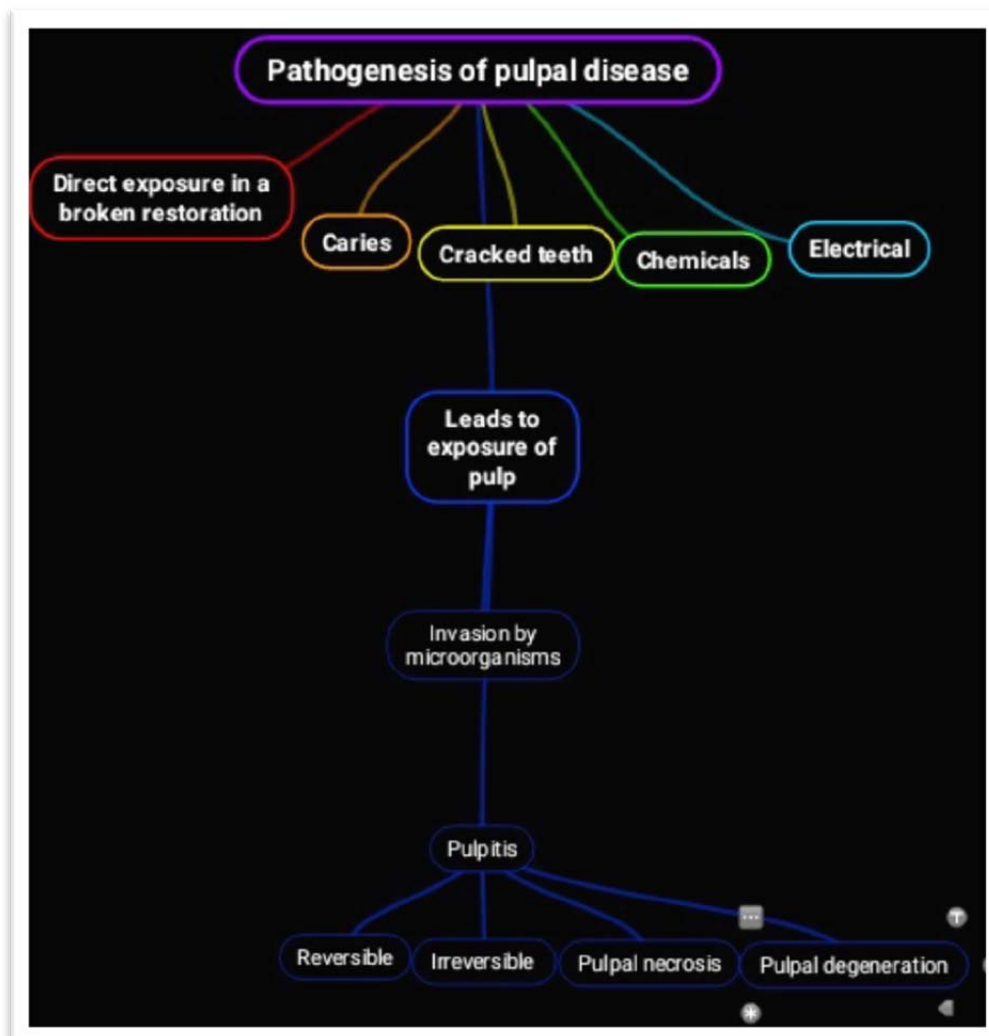 Pathogenesis of pulpal disease
Direct exposure in a
broken restoration
Caries
Cracked teeth
Chemicals
Electrical
Leads to
exposure of
pulp
Invasion by
microorganisms
Pulpitis
Reversible
Irreversible
Pulpal necrosis
Pulpal degeneration
T